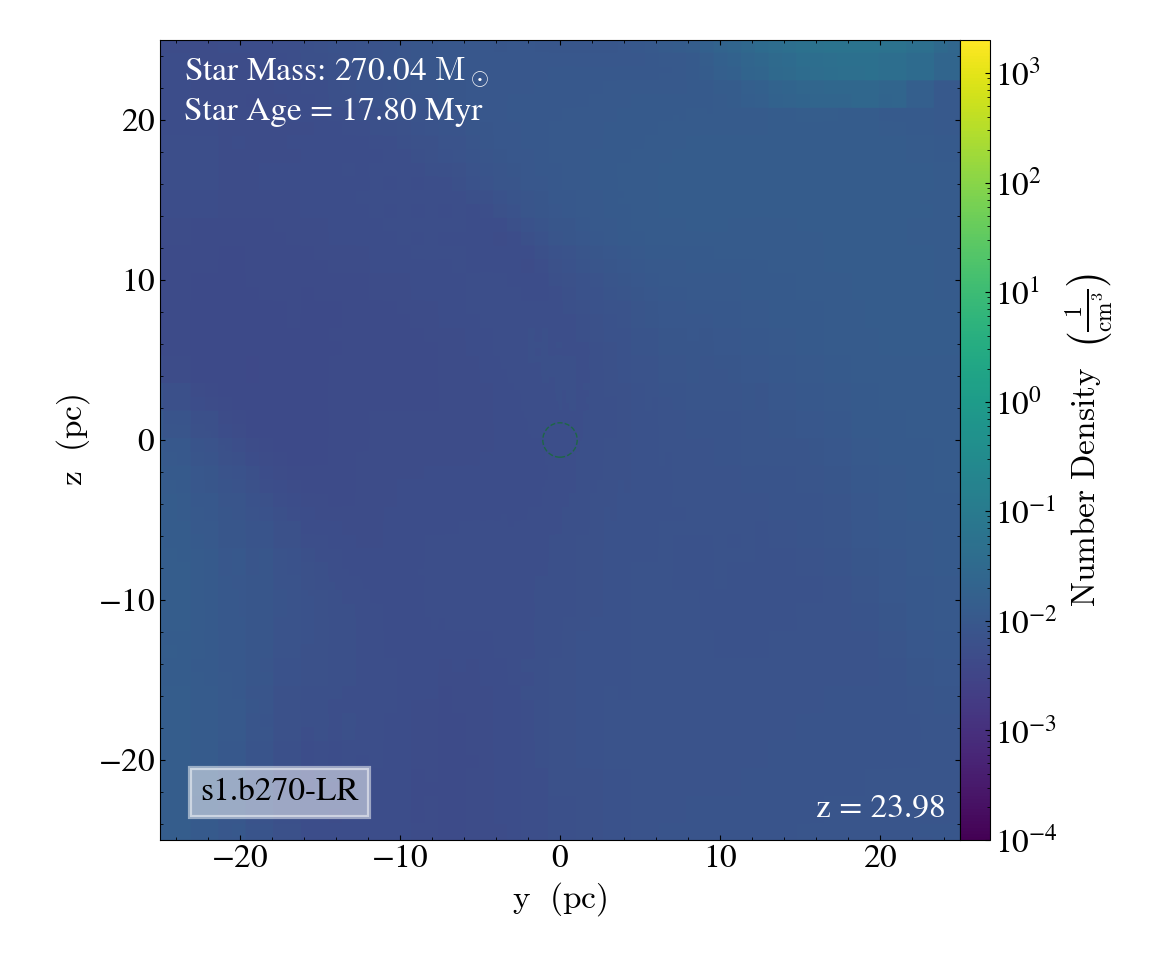 Star Mass: 270.04 M☉
Star Age = 17.80 Myr
20
10
0
−10
−20
z (pc)
s1.b270-LR
z = 23.98
−20 −10 0 10 20
y (pc)
10³
10²
10¹
10⁰
10⁻¹
10⁻²
10⁻³
10⁻⁴
Number Density (1/cm³)